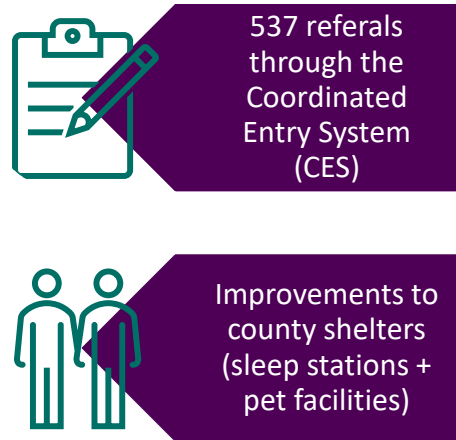 537 referals
through the
Coordinated
Entry System
(CES)
Improvements to
county shelters
(sleep stations +
pet facilities)